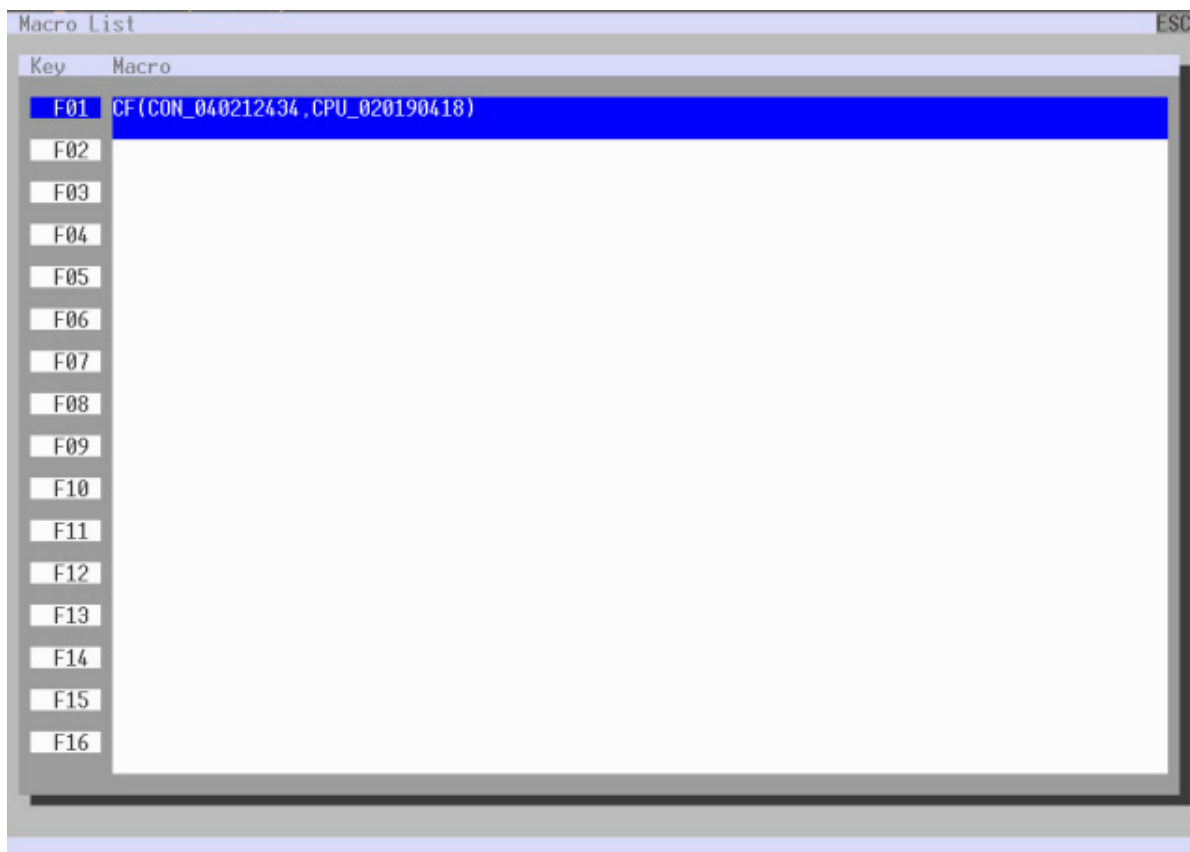 Macro List ESC
Key Macro
F01 CF(CON_040212434,CPU_020190418)
F02
F03
F04
F05
F06
F07
F08
F09
F10
F11
F12
F13
F14
F15
F16